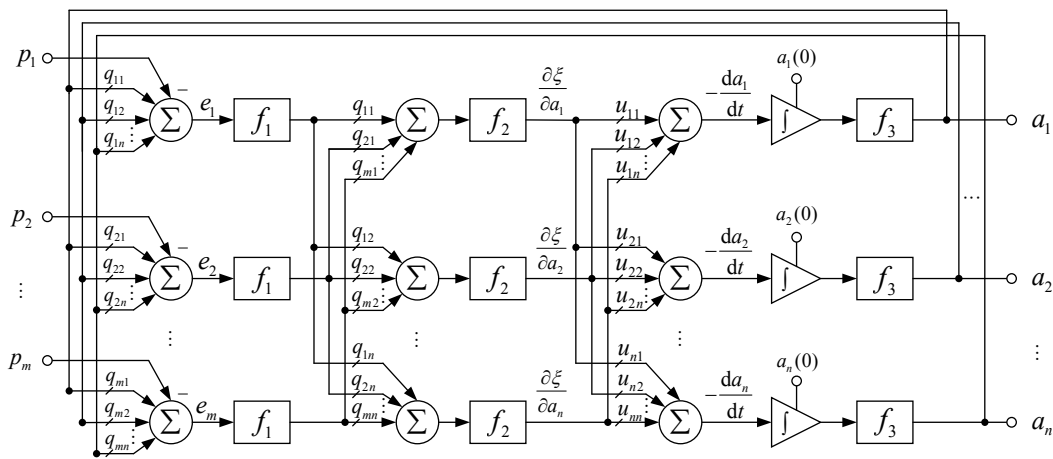 p₁ − q₁₁ q₁₂ ⋮ q₁ₙ Σ e₁ f₁ q₁₁ q₂₁ ⋮ qₘ₁ Σ f₂ ∂ξ/∂a₁ u₁₁ u₁₂ ⋮ u₁ₙ Σ −da₁/dt a₁(0) ∫ f₃ a₁
⋯
p₂ − q₂₁ q₂₂ ⋮ q₂ₙ Σ e₂ f₁ q₁₂ q₂₂ ⋮ qₘ₂ Σ f₂ ∂ξ/∂a₂ u₂₁ u₂₂ ⋮ u₂ₙ Σ −da₂/dt a₂(0) ∫ f₃ a₂
⋮ ⋮ ⋮ ⋮ ⋮
pₘ − qₘ₁ qₘ₂ ⋮ qₘₙ Σ eₘ f₁ q₁ₙ q₂ₙ ⋮ qₘₙ Σ f₂ ∂ξ/∂aₙ uₙ₁ uₙ₂ ⋮ uₙₙ Σ −daₙ/dt aₙ(0) ∫ f₃ aₙ